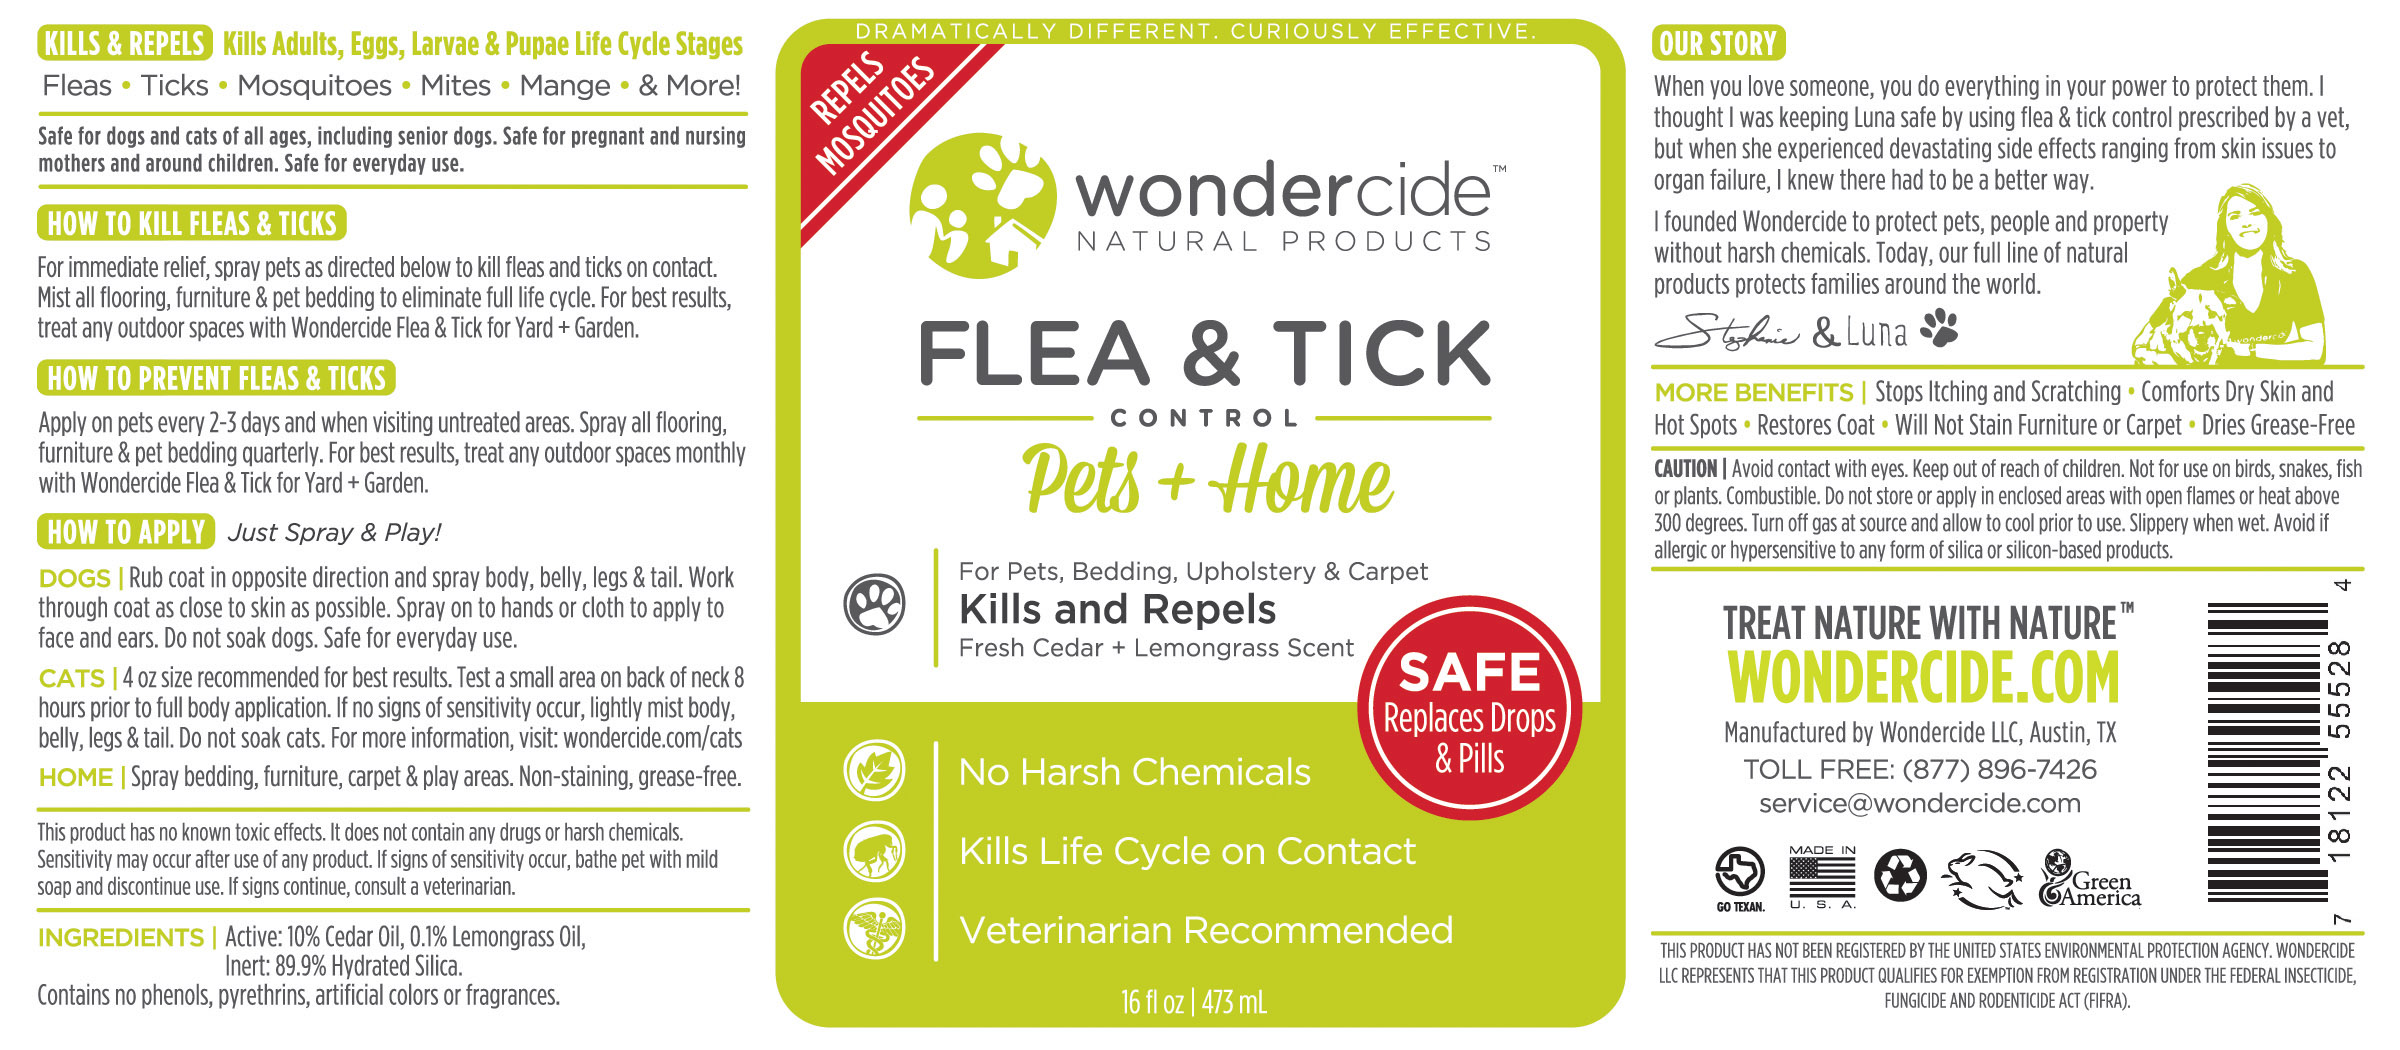 KILLS & REPELS Kills Adults, Eggs, Larvae & Pupae Life Cycle Stages
Fleas • Ticks • Mosquitoes • Mites • Mange • & More!
Safe for dogs and cats of all ages, including senior dogs. Safe for pregnant and nursing
mothers and around children. Safe for everyday use.
HOW TO KILL FLEAS & TICKS
For immediate relief, spray pets as directed below to kill fleas and ticks on contact.
Mist all flooring, furniture & pet bedding to eliminate full life cycle. For best results,
treat any outdoor spaces with Wondercide Flea & Tick for Yard + Garden.
HOW TO PREVENT FLEAS & TICKS
Apply on pets every 2-3 days and when visiting untreated areas. Spray all flooring,
furniture & pet bedding quarterly. For best results, treat any outdoor spaces monthly
with Wondercide Flea & Tick for Yard + Garden.
HOW TO APPLY Just Spray & Play!
DOGS | Rub coat in opposite direction and spray body, belly, legs & tail. Work
through coat as close to skin as possible. Spray on to hands or cloth to apply to
face and ears. Do not soak dogs. Safe for everyday use.
CATS | 4 oz size recommended for best results. Test a small area on back of neck 8
hours prior to full body application. If no signs of sensitivity occur, lightly mist body,
belly, legs & tail. Do not soak cats. For more information, visit: wondercide.com/cats
HOME | Spray bedding, furniture, carpet & play areas. Non-staining, grease-free.
This product has no known toxic effects. It does not contain any drugs or harsh chemicals.
Sensitivity may occur after use of any product. If signs of sensitivity occur, bathe pet with mild
soap and discontinue use. If signs continue, consult a veterinarian.
INGREDIENTS | Active: 10% Cedar Oil, 0.1% Lemongrass Oil,
Inert: 89.9% Hydrated Silica.
Contains no phenols, pyrethrins, artificial colors or fragrances.
DRAMATICALLY DIFFERENT. CURIOUSLY EFFECTIVE.
REPELS
MOSQUITOES
wondercide™
NATURAL PRODUCTS
FLEA & TICK
CONTROL
Pets + Home
For Pets, Bedding, Upholstery & Carpet
Kills and Repels
Fresh Cedar + Lemongrass Scent
SAFE
Replaces Drops
& Pills
No Harsh Chemicals
Kills Life Cycle on Contact
Veterinarian Recommended
16 fl oz | 473 mL
OUR STORY
When you love someone, you do everything in your power to protect them. I
thought I was keeping Luna safe by using flea & tick control prescribed by a vet,
but when she experienced devastating side effects ranging from skin issues to
organ failure, I knew there had to be a better way.
I founded Wondercide to protect pets, people and property
without harsh chemicals. Today, our full line of natural
products protects families around the world.
Stephanie & Luna
wonderci
MORE BENEFITS | Stops Itching and Scratching • Comforts Dry Skin and
Hot Spots • Restores Coat • Will Not Stain Furniture or Carpet • Dries Grease-Free
CAUTION | Avoid contact with eyes. Keep out of reach of children. Not for use on birds, snakes, fish
or plants. Combustible. Do not store or apply in enclosed areas with open flames or heat above
300 degrees. Turn off gas at source and allow to cool prior to use. Slippery when wet. Avoid if
allergic or hypersensitive to any form of silica or silicon-based products.
TREAT NATURE WITH NATURE™
WONDERCIDE.COM
Manufactured by Wondercide LLC, Austin, TX
TOLL FREE: (877) 896-7426
service@wondercide.com
GO TEXAN.
MADE IN
U. S. A.
Green
America
7 18122 55528 4
THIS PRODUCT HAS NOT BEEN REGISTERED BY THE UNITED STATES ENVIRONMENTAL PROTECTION AGENCY. WONDERCIDE
LLC REPRESENTS THAT THIS PRODUCT QUALIFIES FOR EXEMPTION FROM REGISTRATION UNDER THE FEDERAL INSECTICIDE,
FUNGICIDE AND RODENTICIDE ACT (FIFRA).